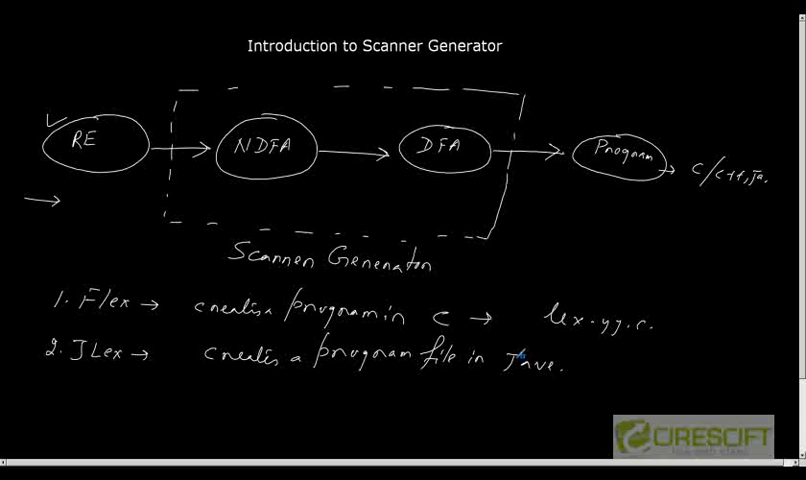 Introduction to Scanner Generator
RE
NDFA
DFA
Program
C/C++, Ja.
Scanner Generator
1. Flex → creates a program in C → lex.yy.c.
2. JLex → creates a program file in Java.
CIRESCIFT